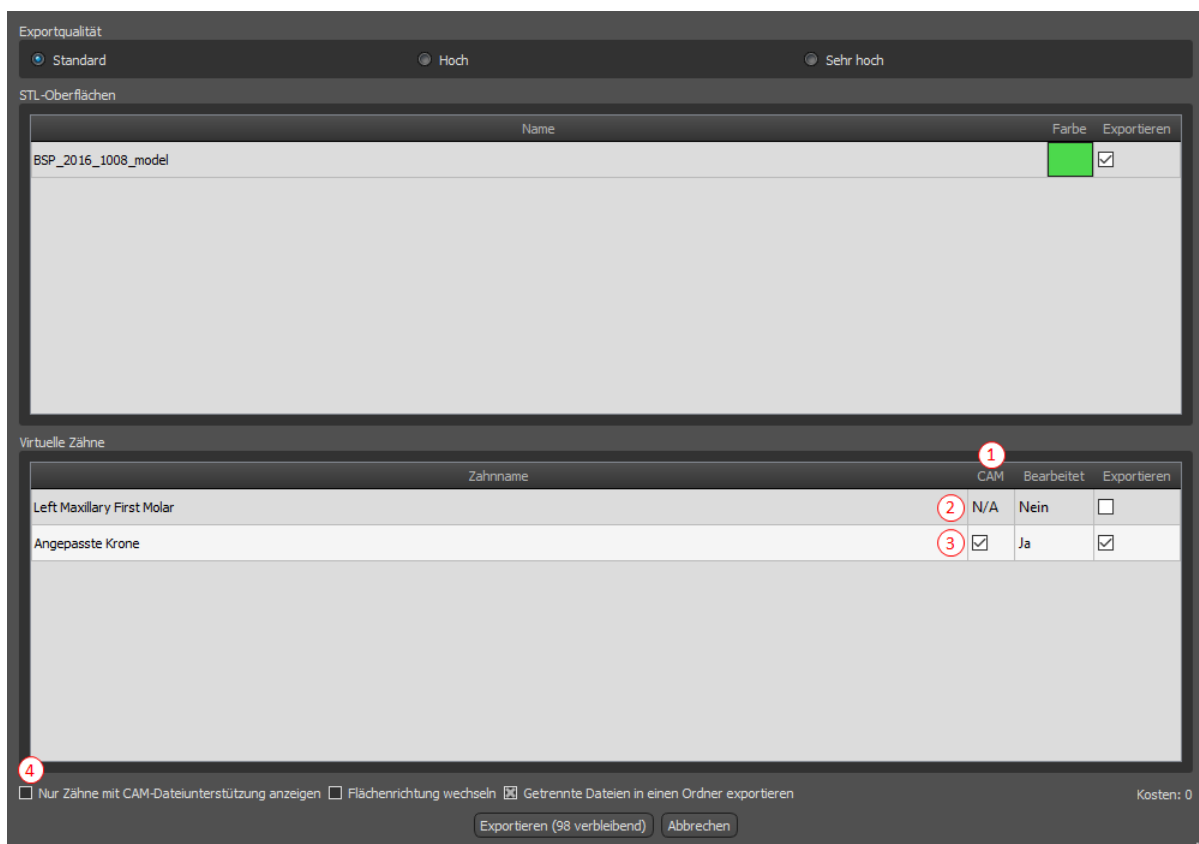 Exportqualität
Standard Hoch Sehr hoch
STL-Oberflächen
Name Farbe Exportieren
BSP_2016_1008_model
Virtuelle Zähne
1
Zahnname CAM Bearbeitet Exportieren
Left Maxillary First Molar 2 N/A Nein
Angepasste Krone 3 Ja
4
Nur Zähne mit CAM-Dateiunterstützung anzeigen Flächenrichtung wechseln Getrennte Dateien in einen Ordner exportieren Kosten: 0
Exportieren (98 verbleibend) Abbrechen